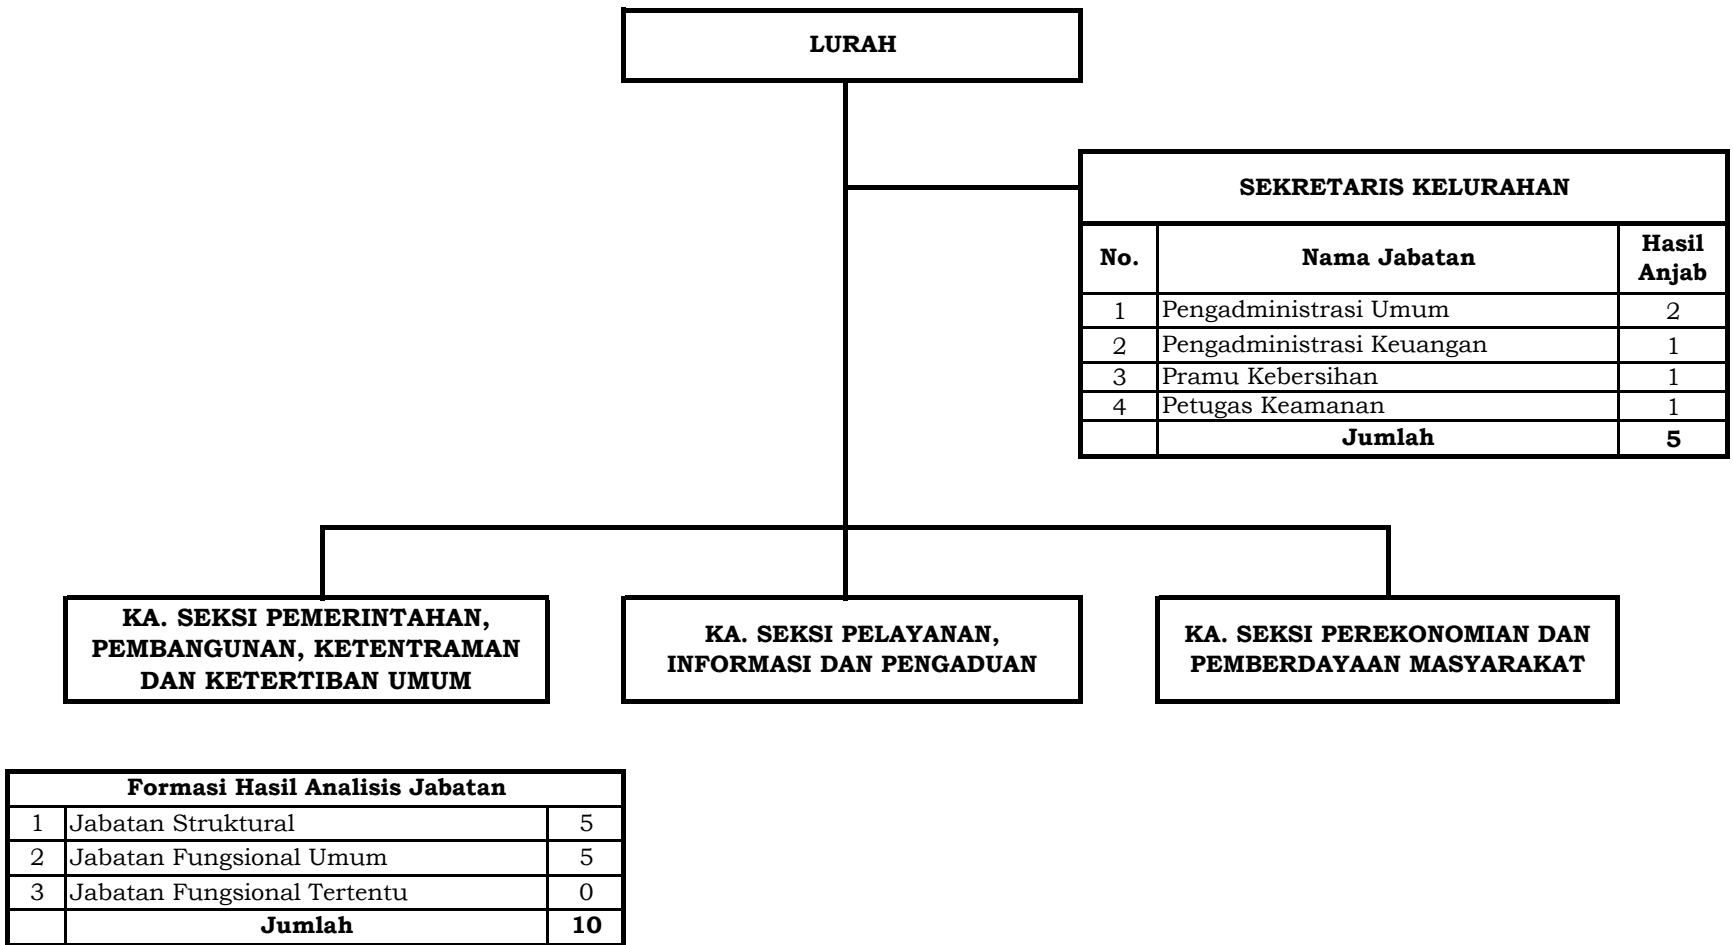 LURAH
SEKRETARIS KELURAHAN
No. Nama Jabatan Hasil Anjab
1 Pengadministrasi Umum 2
2 Pengadministrasi Keuangan 1
3 Pramu Kebersihan 1
4 Petugas Keamanan 1
Jumlah 5
KA. SEKSI PEMERINTAHAN,
PEMBANGUNAN, KETENTRAMAN
DAN KETERTIBAN UMUM
KA. SEKSI PELAYANAN,
INFORMASI DAN PENGADUAN
KA. SEKSI PEREKONOMIAN DAN
PEMBERDAYAAN MASYARAKAT
Formasi Hasil Analisis Jabatan
1 Jabatan Struktural 5
2 Jabatan Fungsional Umum 5
3 Jabatan Fungsional Tertentu 0
Jumlah 10